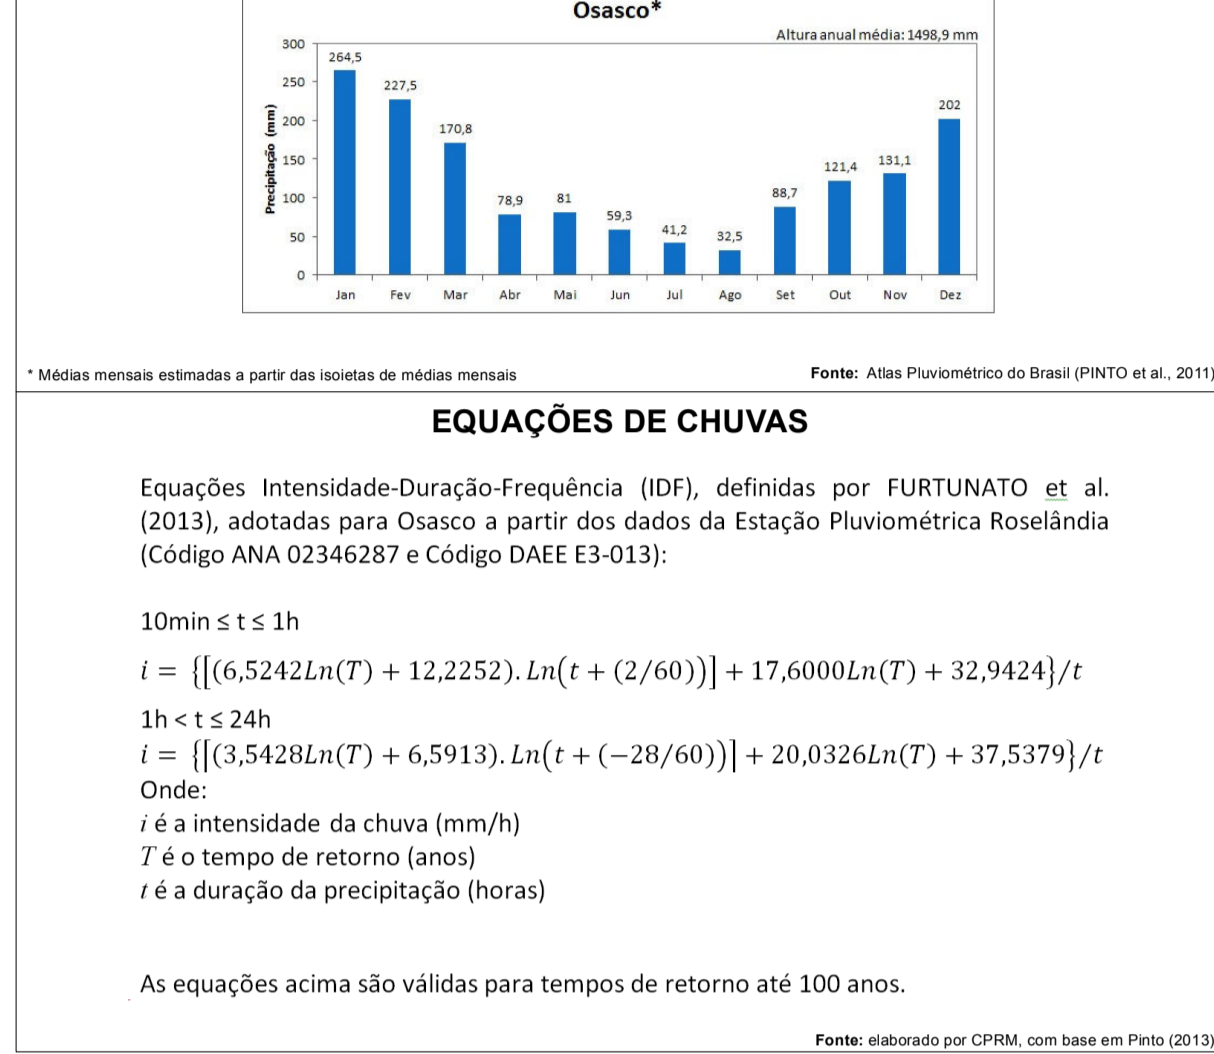 Osasco*
Altura anual média: 1498,9 mm
Precipitação (mm)
300
250
200
150
100
50
0
264,5
227,5
170,8
78,9
81
59,3
41,2
32,5
88,7
121,4
131,1
202
Jan Fev Mar Abr Mai Jun Jul Ago Set Out Nov Dez
* Médias mensais estimadas a partir das isoietas de médias mensais
Fonte: Atlas Pluviométrico do Brasil (PINTO et al., 2011)
EQUAÇÕES DE CHUVAS
Equações Intensidade-Duração-Frequência (IDF), definidas por FURTUNATO et al.
(2013), adotadas para Osasco a partir dos dados da Estação Pluviométrica Roselândia
(Código ANA 02346287 e Código DAEE E3-013):
10min ≤ t ≤ 1h
i = {[(6,5242Ln(T) + 12,2252). Ln(t + (2/60))] + 17,6000Ln(T) + 32,9424}/t
1h < t ≤ 24h
i = {[(3,5428Ln(T) + 6,5913). Ln(t + (−28/60))] + 20,0326Ln(T) + 37,5379}/t
Onde:
i é a intensidade da chuva (mm/h)
T é o tempo de retorno (anos)
t é a duração da precipitação (horas)
As equações acima são válidas para tempos de retorno até 100 anos.
Fonte: elaborado por CPRM, com base em Pinto (2013)